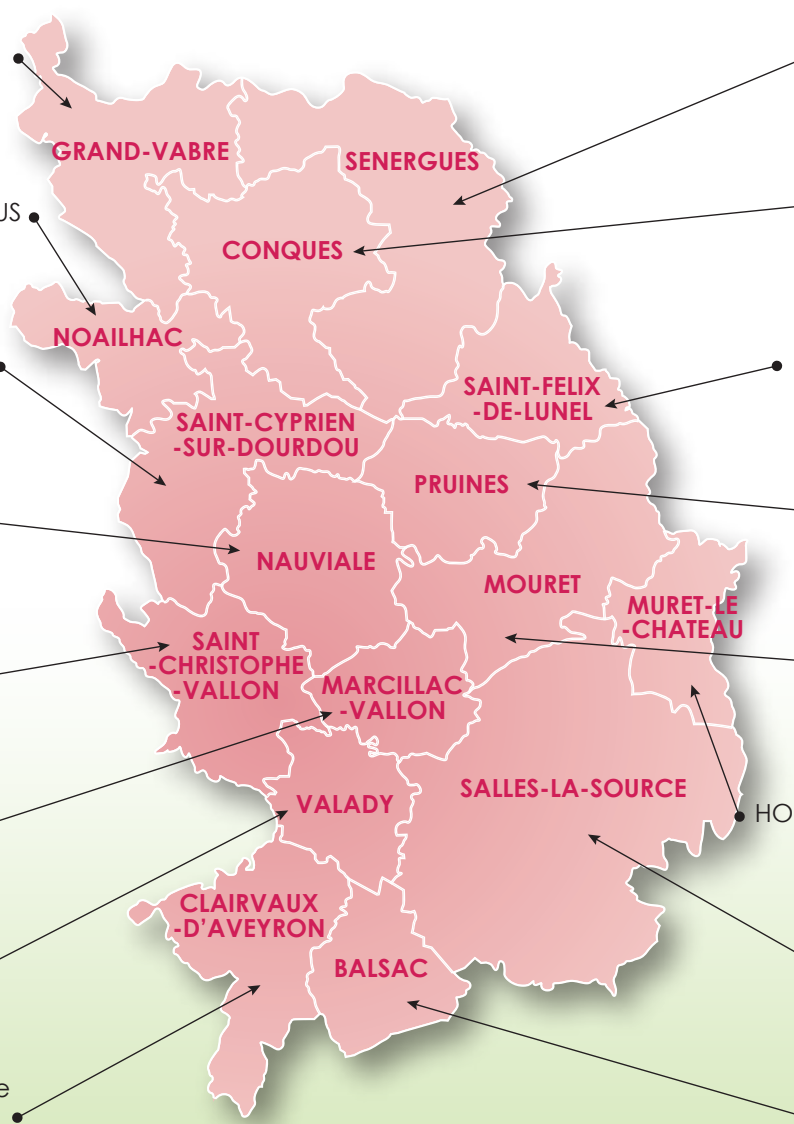 GRAND-VABRE
SENERGUES
US
CONQUES
NOAILHAC
SAINT-FELIX
-DE-LUNEL
SAINT-CYPRIEN
-SUR-DOURDOU
PRUINES
NAUVIALE
MOURET
MURET-LE
-CHATEAU
SAINT
-CHRISTOPHE
-VALLON
MARCILLAC
-VALLON
SALLES-LA-SOURCE
VALADY
HO
CLAIRVAUX
-D'AVEYRON
BALSAC
e